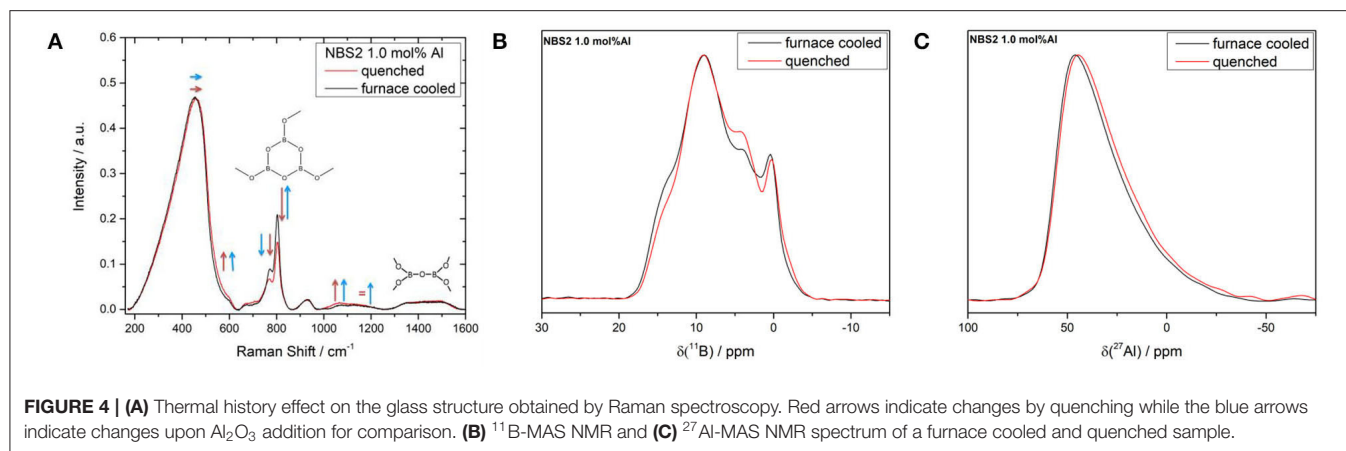 A
NBS2 1.0 mol% Al
quenched
furnace cooled
0.6
0.5
0.4
0.3
0.2
0.1
0.0
Intensity / a.u.
200 400 600 800 1000 1200 1400 1600
Raman Shift / cm⁻¹
O
B
O O
B B
O O O
=
O O
B-O-B
O O
B
NBS2 1.0 mol%Al
furnace cooled
quenched
30 20 10 0 -10
δ(¹¹B) / ppm
C
NBS2 1.0 mol%Al
furnace cooled
quenched
100 50 0 -50
δ(²⁷Al) / ppm
FIGURE 4 | (A) Thermal history effect on the glass structure obtained by Raman spectroscopy. Red arrows indicate changes by quenching while the blue arrows
indicate changes upon Al₂O₃ addition for comparison. (B) ¹¹B-MAS NMR and (C) ²⁷Al-MAS NMR spectrum of a furnace cooled and quenched sample.